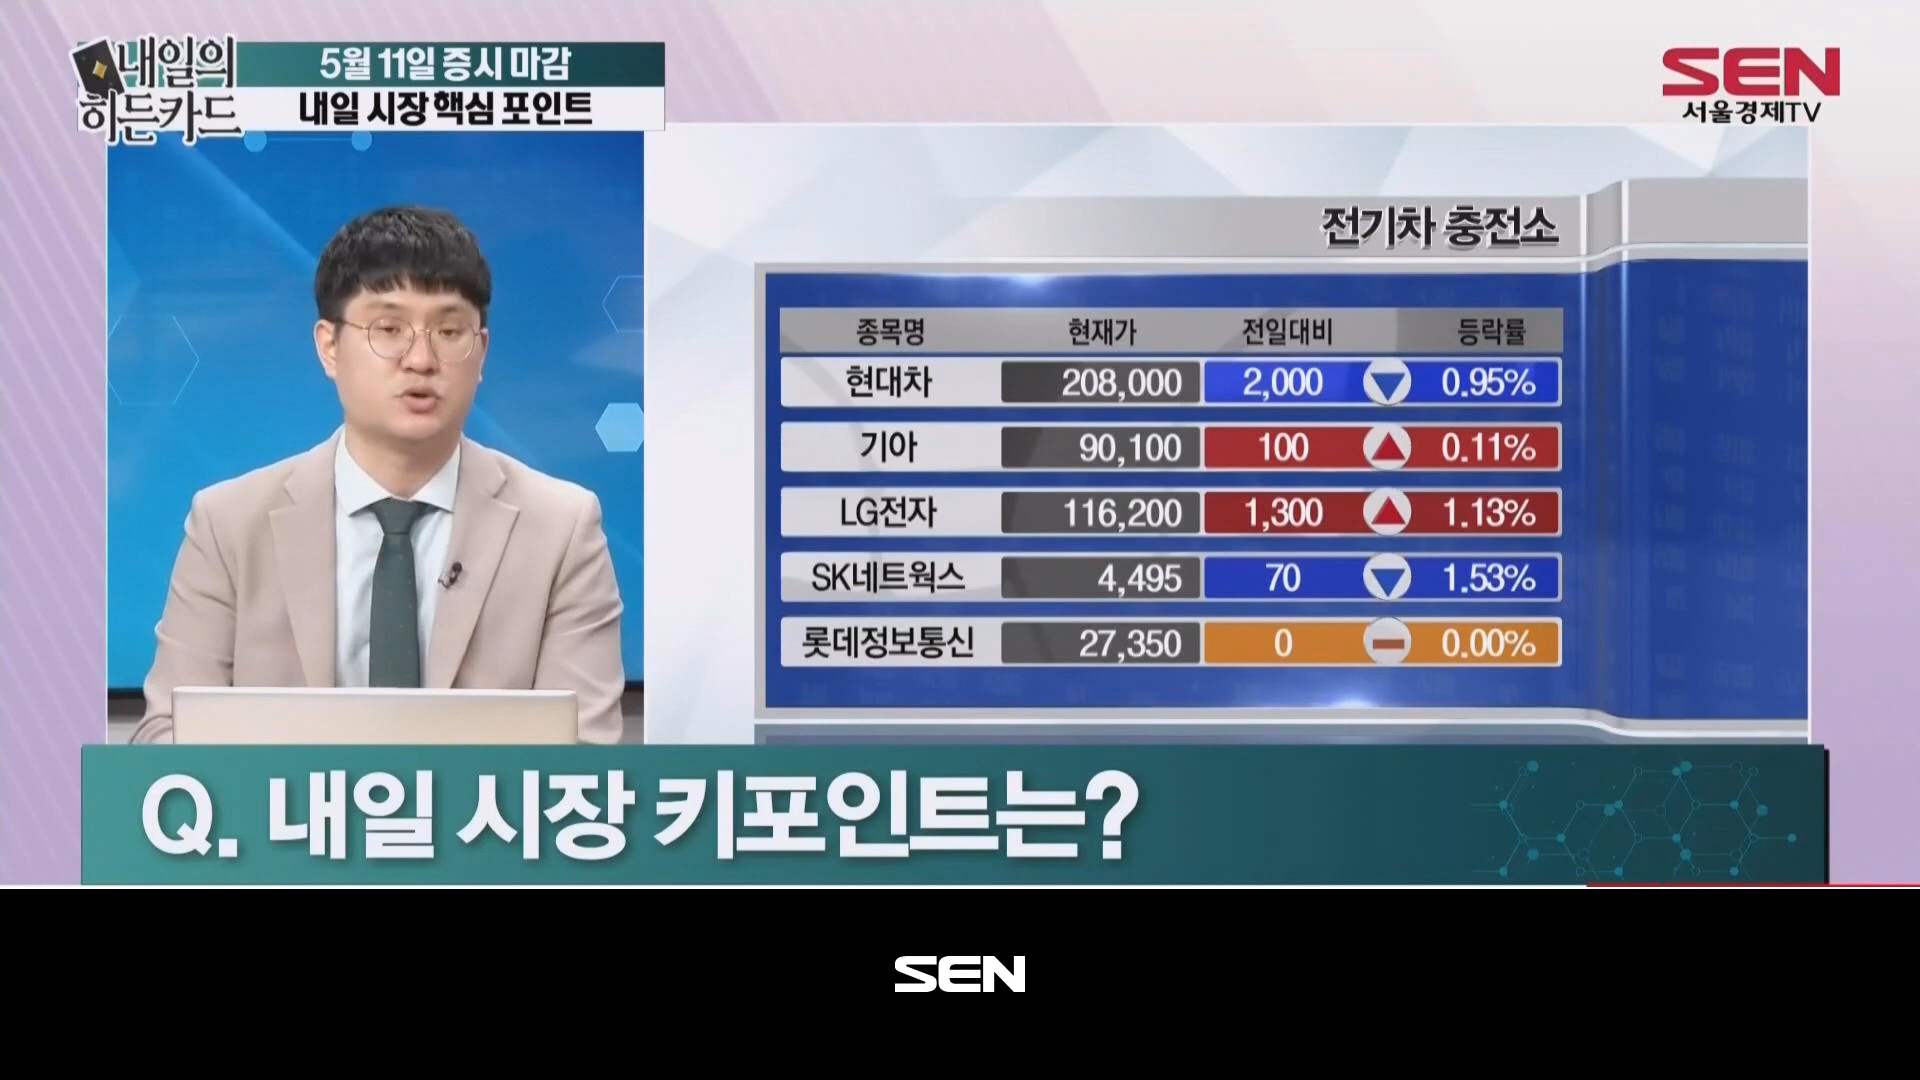 내일의
히든카드
5월 11일 증시 마감
내일 시장 핵심 포인트
SEN
서울경제TV
전기차 충전소
종목명 현재가 전일대비 등락률
현대차 208,000 2,000 ▼ 0.95%
기아 90,100 100 ▲ 0.11%
LG전자 116,200 1,300 ▲ 1.13%
SK네트웍스 4,495 70 ▼ 1.53%
롯데정보통신 27,350 0 - 0.00%
Q. 내일 시장 키포인트는?
SEN